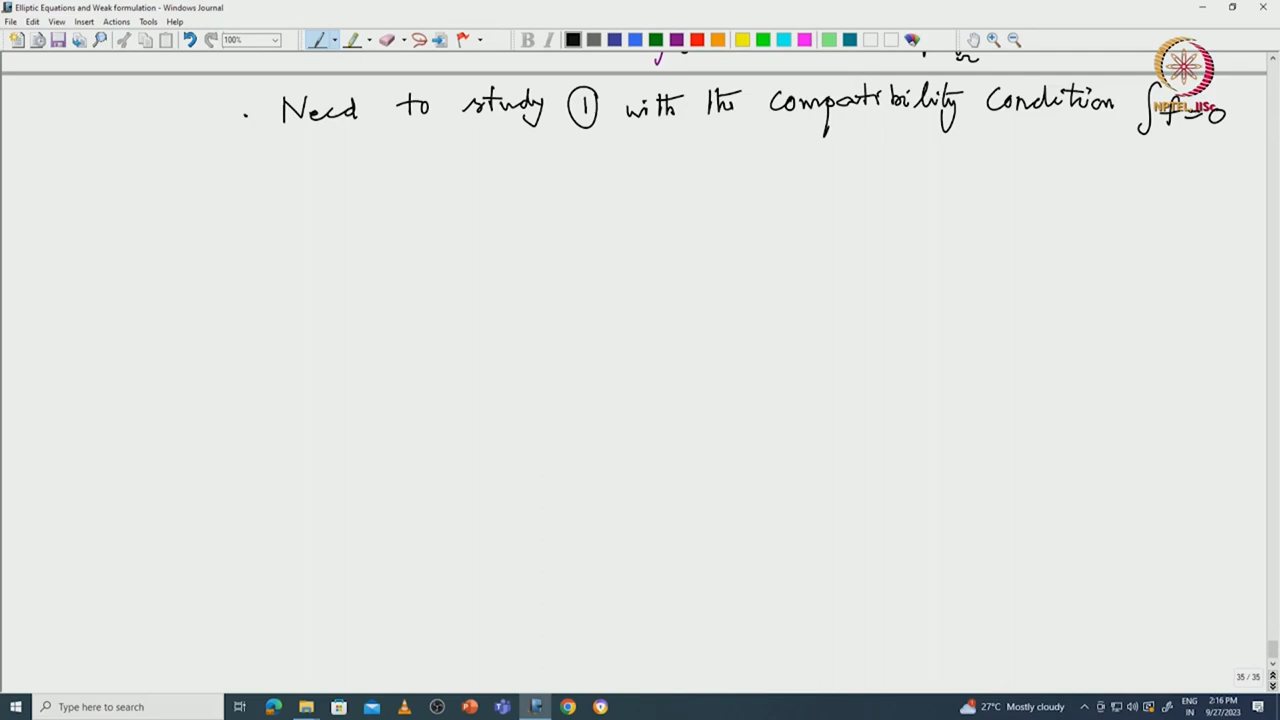 Elliptic Equations and Weak formulation - Windows Journal
File Edit View Insert Actions Tools Help
100%
B I
NPTEL IISc
. Need to study ① with the compatibility Condition ∫f=0
35 / 35
Type here to search
27°C Mostly cloudy
ENG
IN
2:16 PM
9/27/2023